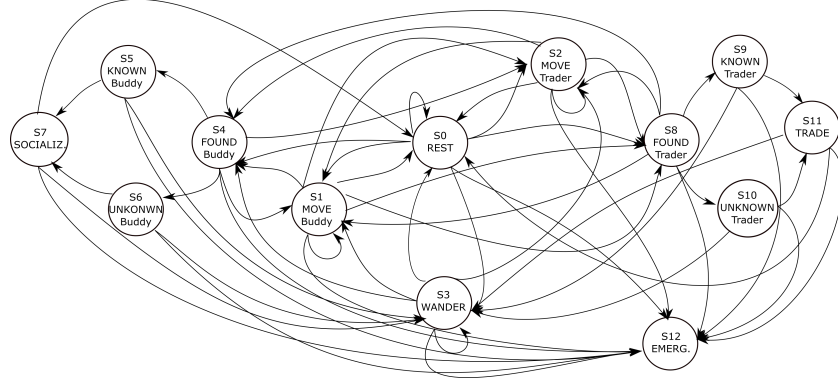 S5
KNOWN
Buddy
S7
SOCIALIZ.
S4
FOUND
Buddy
S6
UNKONWN
Buddy
S0
REST
S1
MOVE
Buddy
S2
MOVE
Trader
S3
WANDER
S8
FOUND
Trader
S9
KNOWN
Trader
S11
TRADE
S10
UNKNOWN
Trader
S12
EMERG.